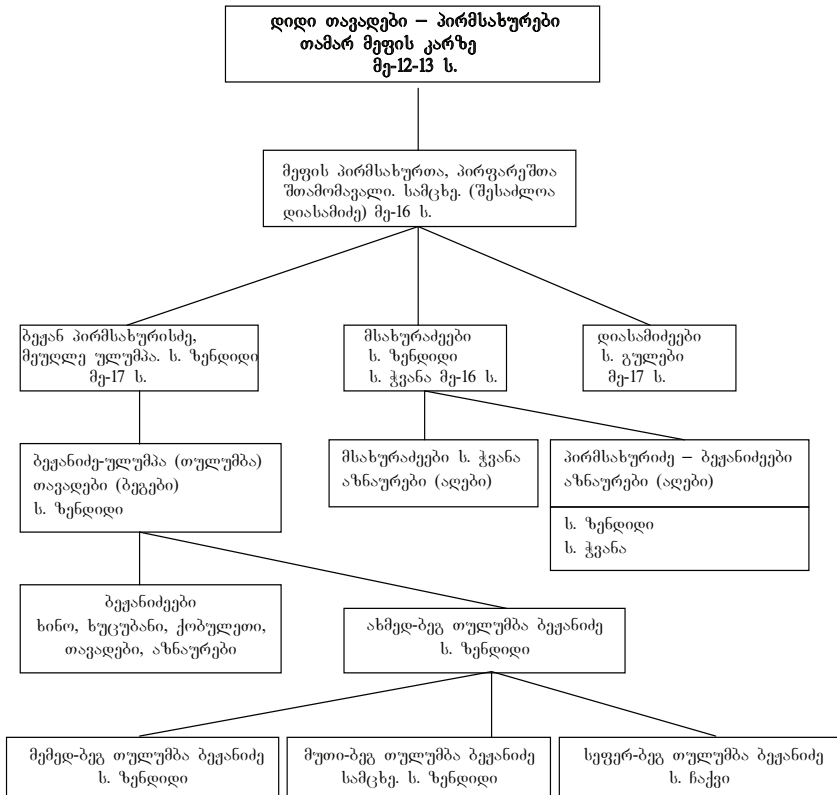 დიდი თავადები – პირმსახურები
თამარ მეფის კარზე
მე-12-13 ს.
მეფის პირმსახურთა, პირფარეშთა
შთამომავალი. სამცხე. (შესაძლოა
დიასამიძე) მე-16 ს.
ბეჟან პირმსახურისძე,
მეუღლე ულუმპა. ს. ზენდიდი
მე-17 ს.
მსახურაძეები
ს. ზენდიდი
ს. ჭვანა მე-16 ს.
დიასამიძეები
ს. გულები
მე-17 ს.
ბეჟანიძე-ულუმპა (თულუმბა)
თავადები (ბეგები)
ს. ზენდიდი
მსახურაძეები ს. ჭვანა
აზნაურები (აღები)
პირმსახურიძე – ბეჟანიძეები
აზნაურები (აღები)
ს. ზენდიდი
ს. ჭვანა
ბეჟანიძეები
ხინო, ხუცუბანი, ქობულეთი,
თავადები, აზნაურები
ახმედ-ბეგ თულუმბა ბეჟანიძე
ს. ზენდიდი
მემედ-ბეგ თულუმბა ბეჟანიძე
ს. ზენდიდი
მუთი-ბეგ თულუმბა ბეჟანიძე
სამცხე. ს. ზენდიდი
სეფერ-ბეგ თულუმბა ბეჟანიძე
ს. ჩაქვი